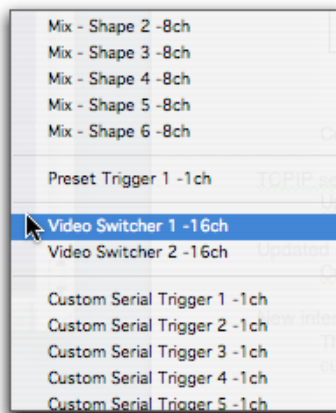 Mix - Shape 2 -8ch
Mix - Shape 3 -8ch
Mix - Shape 4 -8ch
Mix - Shape 5 -8ch
Mix - Shape 6 -8ch
Preset Trigger 1 -1ch
Video Switcher 1 -16ch
Video Switcher 2 -16ch
Custom Serial Trigger 1 -1ch
Custom Serial Trigger 2 -1ch
Custom Serial Trigger 3 -1ch
Custom Serial Trigger 4 -1ch
Custom Serial Trigger 5 -1ch